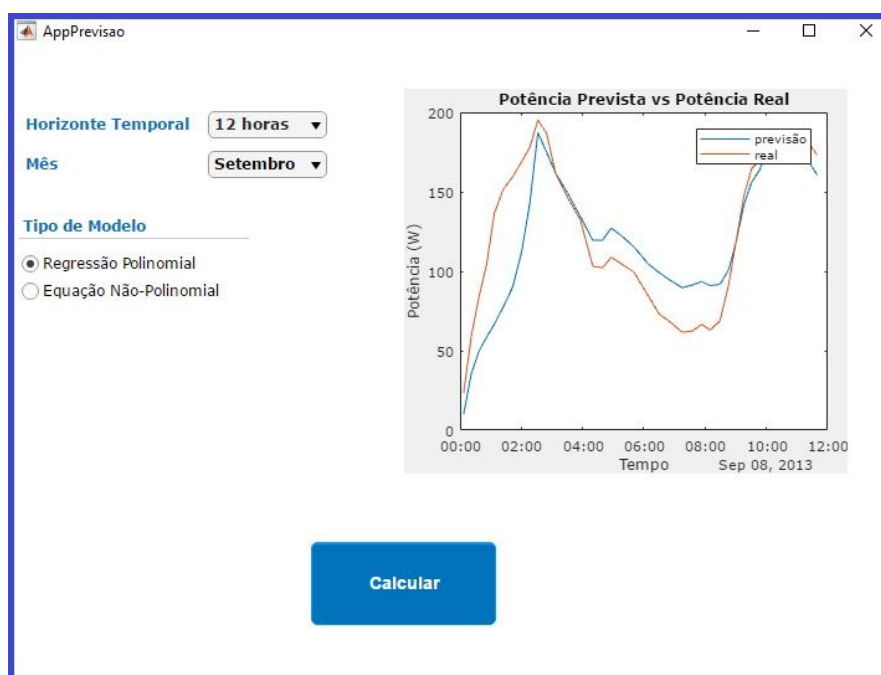 AppPrevisao
Horizonte Temporal 12 horas
Mês Setembro
Tipo de Modelo
Regressão Polinomial
Equação Não-Polinomial
Potência Prevista vs Potência Real
previsão
real
Potência (W)
200
150
100
50
0
00:00 02:00 04:00 06:00 08:00 10:00 12:00
Tempo
Sep 08, 2013
Calcular